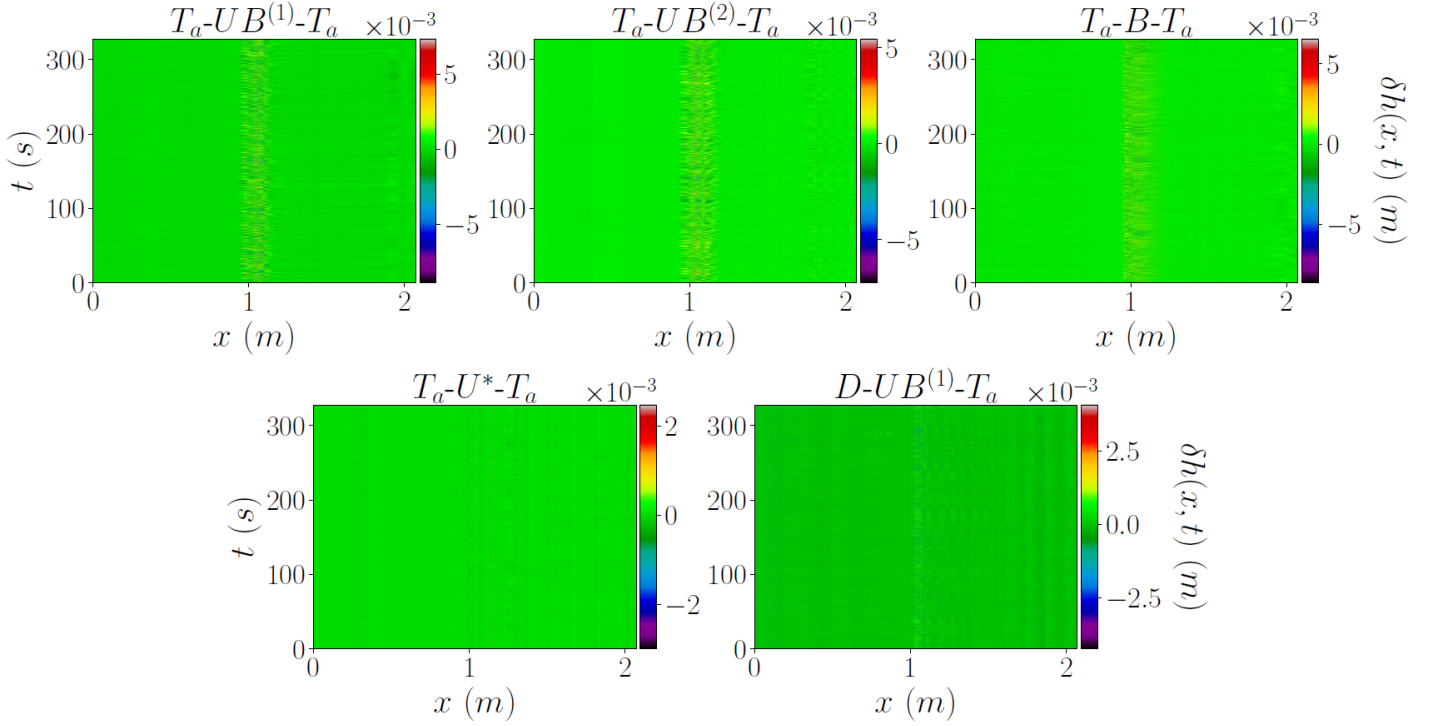 T_a-UB^(1)-T_a ×10^−3 T_a-UB^(2)-T_a ×10^−3 T_a-B-T_a ×10^−3
300 5 300 5 300 5
200 0 200 0 200 0
100 −5 100 −5 100 −5
0 0 0
t (s) δh(x, t) (m)
0 1 2 0 1 2 0 1 2
x (m) x (m) x (m)
T_a-U*-T_a ×10^−3 D-UB^(1)-T_a ×10^−3
300 2 300 2.5
200 0 200 0.0
100 −2 100 −2.5
0 0
t (s) δh(x, t) (m)
0 1 2 0 1 2
x (m) x (m)